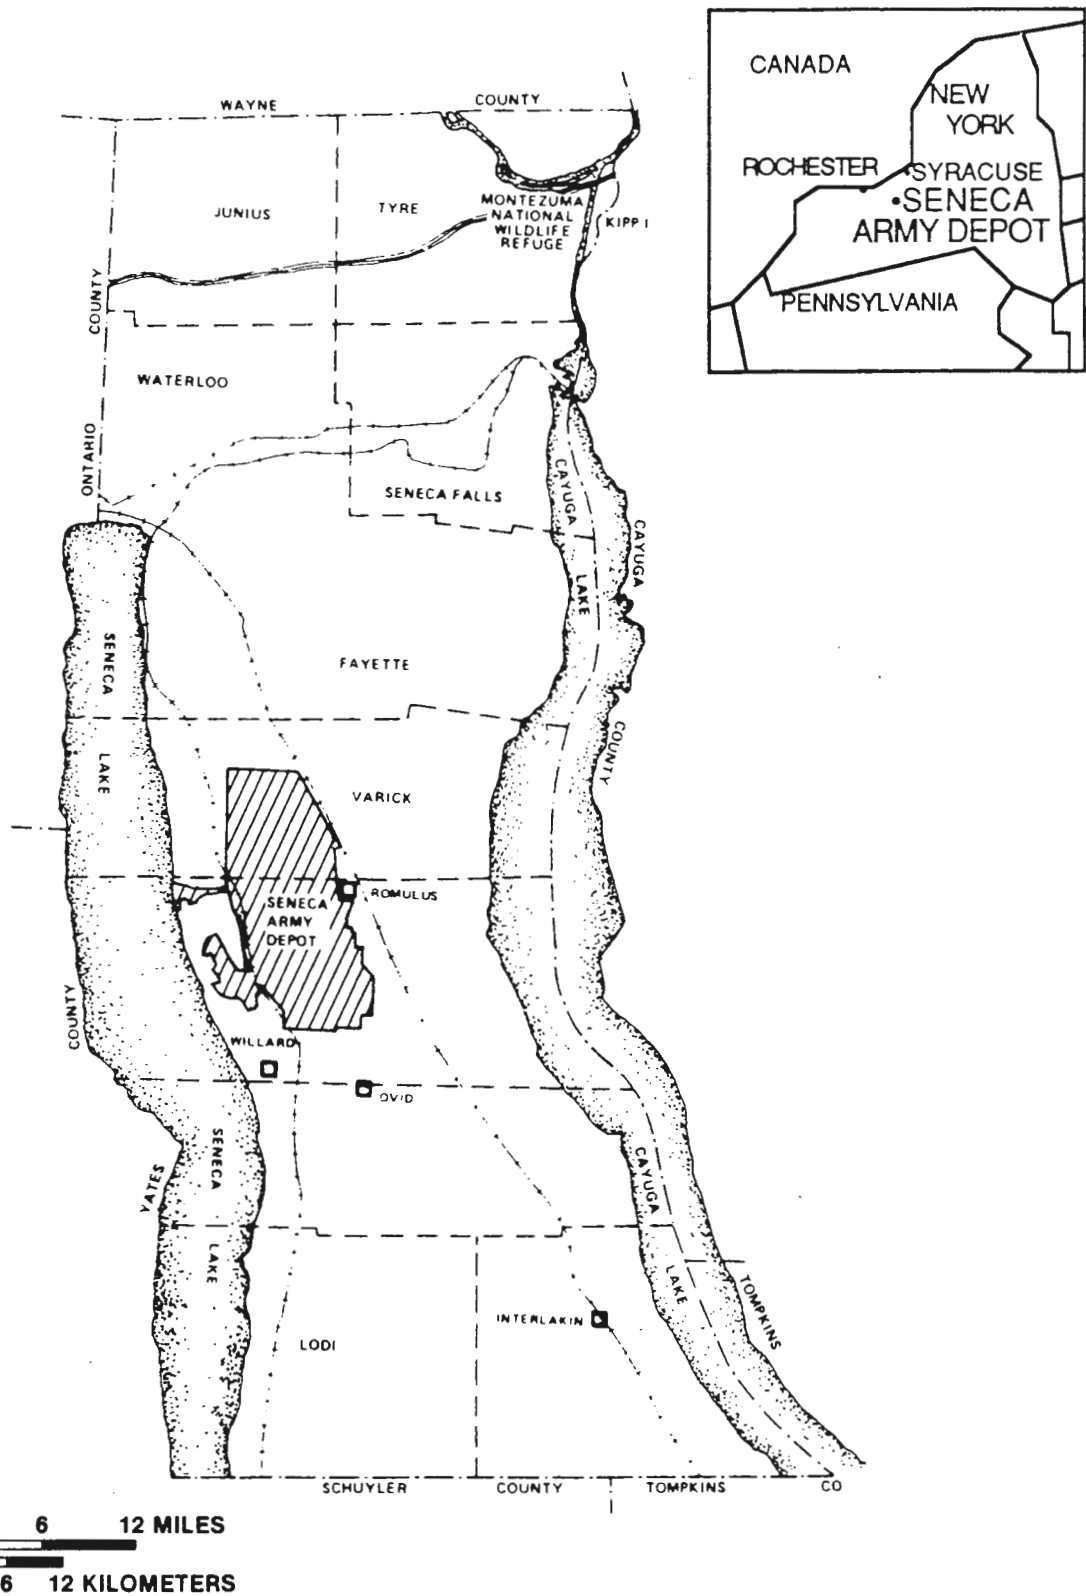 CANADA
NEW
YORK
ROCHESTER
SYRACUSE
SENECA
ARMY DEPOT
PENNSYLVANIA
WAYNE
COUNTY
JUNIUS
TYRE
MONTEZUMA
NATIONAL
WILDLIFE
REFUGE
KIPP I
COUNTY
ONTARIO
WATERLOO
SENECA FALLS
CAYUGA
LAKE
CAYUGA
COUNTY
SENECA
LAKE
FAYETTE
VARICK
ROMULUS
SENECA
ARMY
DEPOT
COUNTY
YATES
WILLARD
OVID
SENECA
LAKE
CAYUGA
LAKE
TOMPKINS
INTERLAKIN
LODI
SCHUYLER
COUNTY
TOMPKINS
CO
6 12 MILES
6 12 KILOMETERS